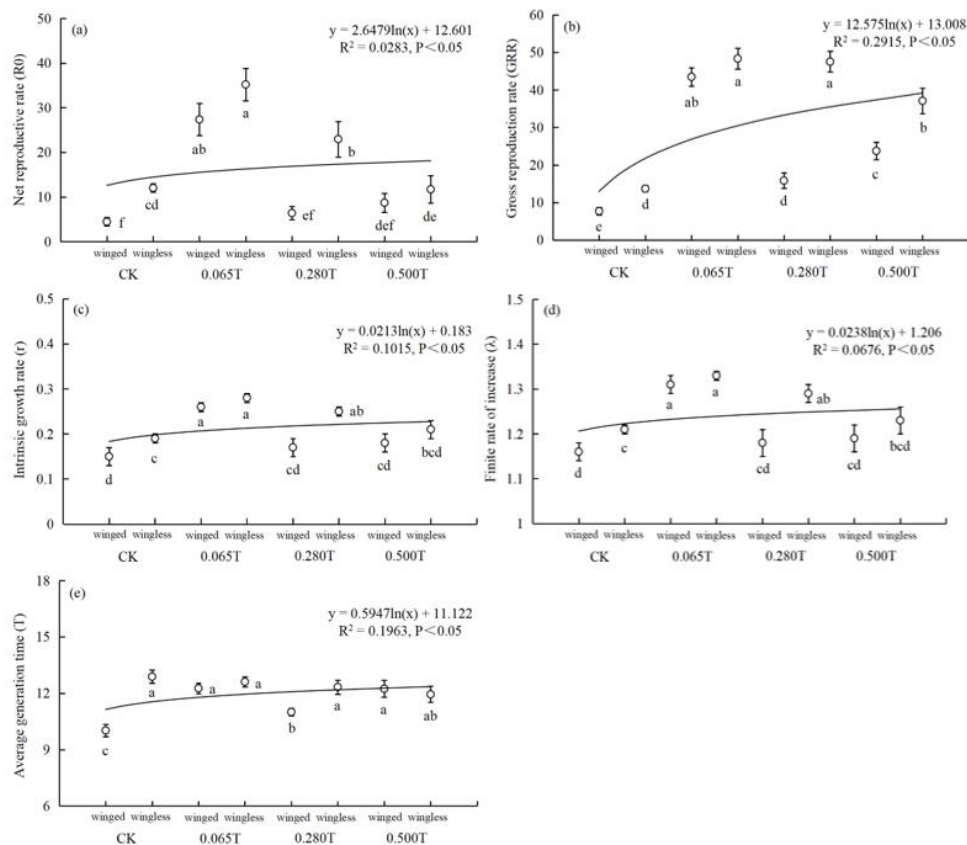 (a)
y = 2.6479ln(x) + 12.601
R² = 0.0283, P<0.05
Net reproductive rate (R0)
50
40
30
20
10
0
f
cd
ab
a
ef
b
def
de
winged wingless winged wingless winged wingless winged wingless
CK 0.065T 0.280T 0.500T
(b)
y = 12.575ln(x) + 13.008
R² = 0.2915, P<0.05
Gross reproduction rate (GRR)
60
50
40
30
20
10
0
e
d
ab
a
d
a
c
b
winged wingless winged wingless winged wingless winged wingless
CK 0.065T 0.280T 0.500T
(c)
y = 0.0213ln(x) + 0.183
R² = 0.1015, P<0.05
Intrinsic growth rate (r)
0.5
0.4
0.3
0.2
0.1
0
d
c
a
a
cd
ab
cd
bcd
winged wingless winged wingless winged wingless winged wingless
CK 0.065T 0.280T 0.500T
(d)
y = 0.0238ln(x) + 1.206
R² = 0.0676, P<0.05
Finite rate of increase (λ)
1.5
1.4
1.3
1.2
1.1
1
d
c
a
a
cd
ab
cd
bcd
winged wingless winged wingless winged wingless winged wingless
CK 0.065T 0.280T 0.500T
(e)
y = 0.5947ln(x) + 11.122
R² = 0.1963, P<0.05
Average generation time (T)
18
15
12
9
6
c
a
a
a
b
a
a
ab
winged wingless winged wingless winged wingless winged wingless
CK 0.065T 0.280T 0.500T